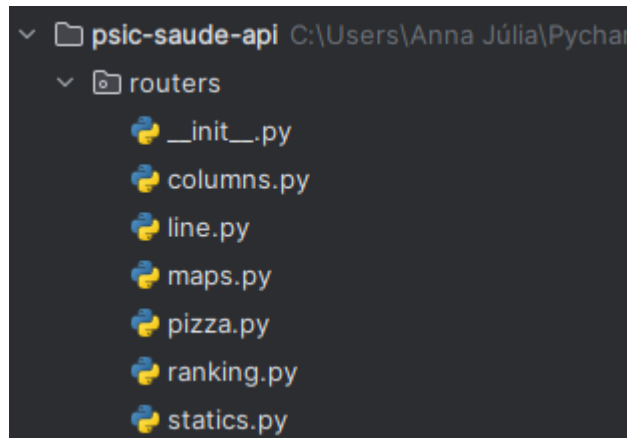 psic-saude-api C:\Users\Anna Júlia\Pychar
routers
__init__.py
columns.py
line.py
maps.py
pizza.py
ranking.py
statics.py